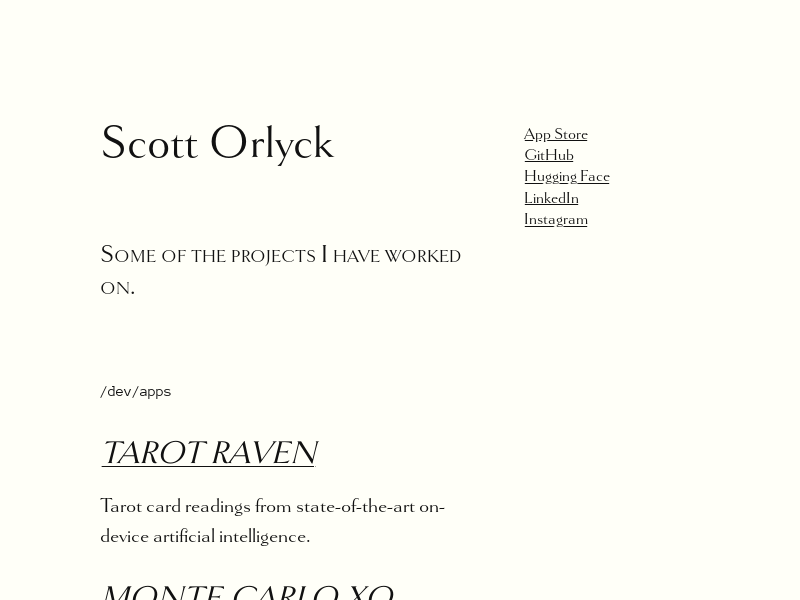 Scott Orlyck
App Store
GitHub
Hugging Face
LinkedIn
Instagram
Some of the projects I have worked
on.
/dev/apps
TAROT RAVEN
Tarot card readings from state-of-the-art on-
device artificial intelligence.
MONTE CARLO XO